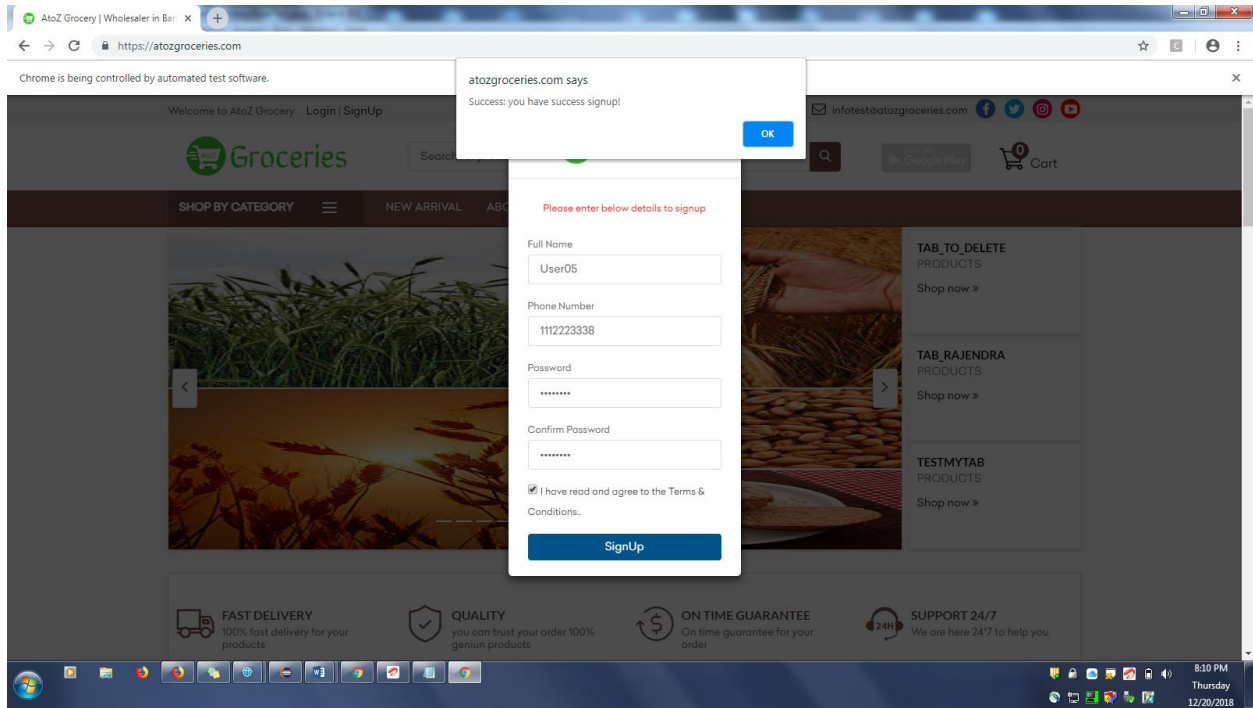 AtoZ Grocery | Wholesaler in Ban
https://atozgroceries.com
Chrome is being controlled by automated test software.
atozgroceries.com says
Success: you have success signup!
OK
Welcome to AtoZ Grocery Login | SignUp
infotest@atozgroceries.com
AtoZ Groceries
Search
Google Play
0
Cart
SHOP BY CATEGORY
NEW ARRIVAL
Please enter below details to signup
Full Name
User05
Phone Number
1112223338
Password
••••••••
Confirm Password
••••••••
I have read and agree to the Terms &
Conditions..
SignUp
TAB_TO_DELETE
PRODUCTS
Shop now »
TAB_RAJENDRA
PRODUCTS
Shop now »
TESTMYTAB
PRODUCTS
Shop now »
FAST DELIVERY
100% fast delivery for your
products
QUALITY
you can trust your order 100%
geniun products
ON TIME GUARANTEE
On time guarantee for your
order
24H
SUPPORT 24/7
We are here 24'7 to help you
8:10 PM
Thursday
12/20/2018